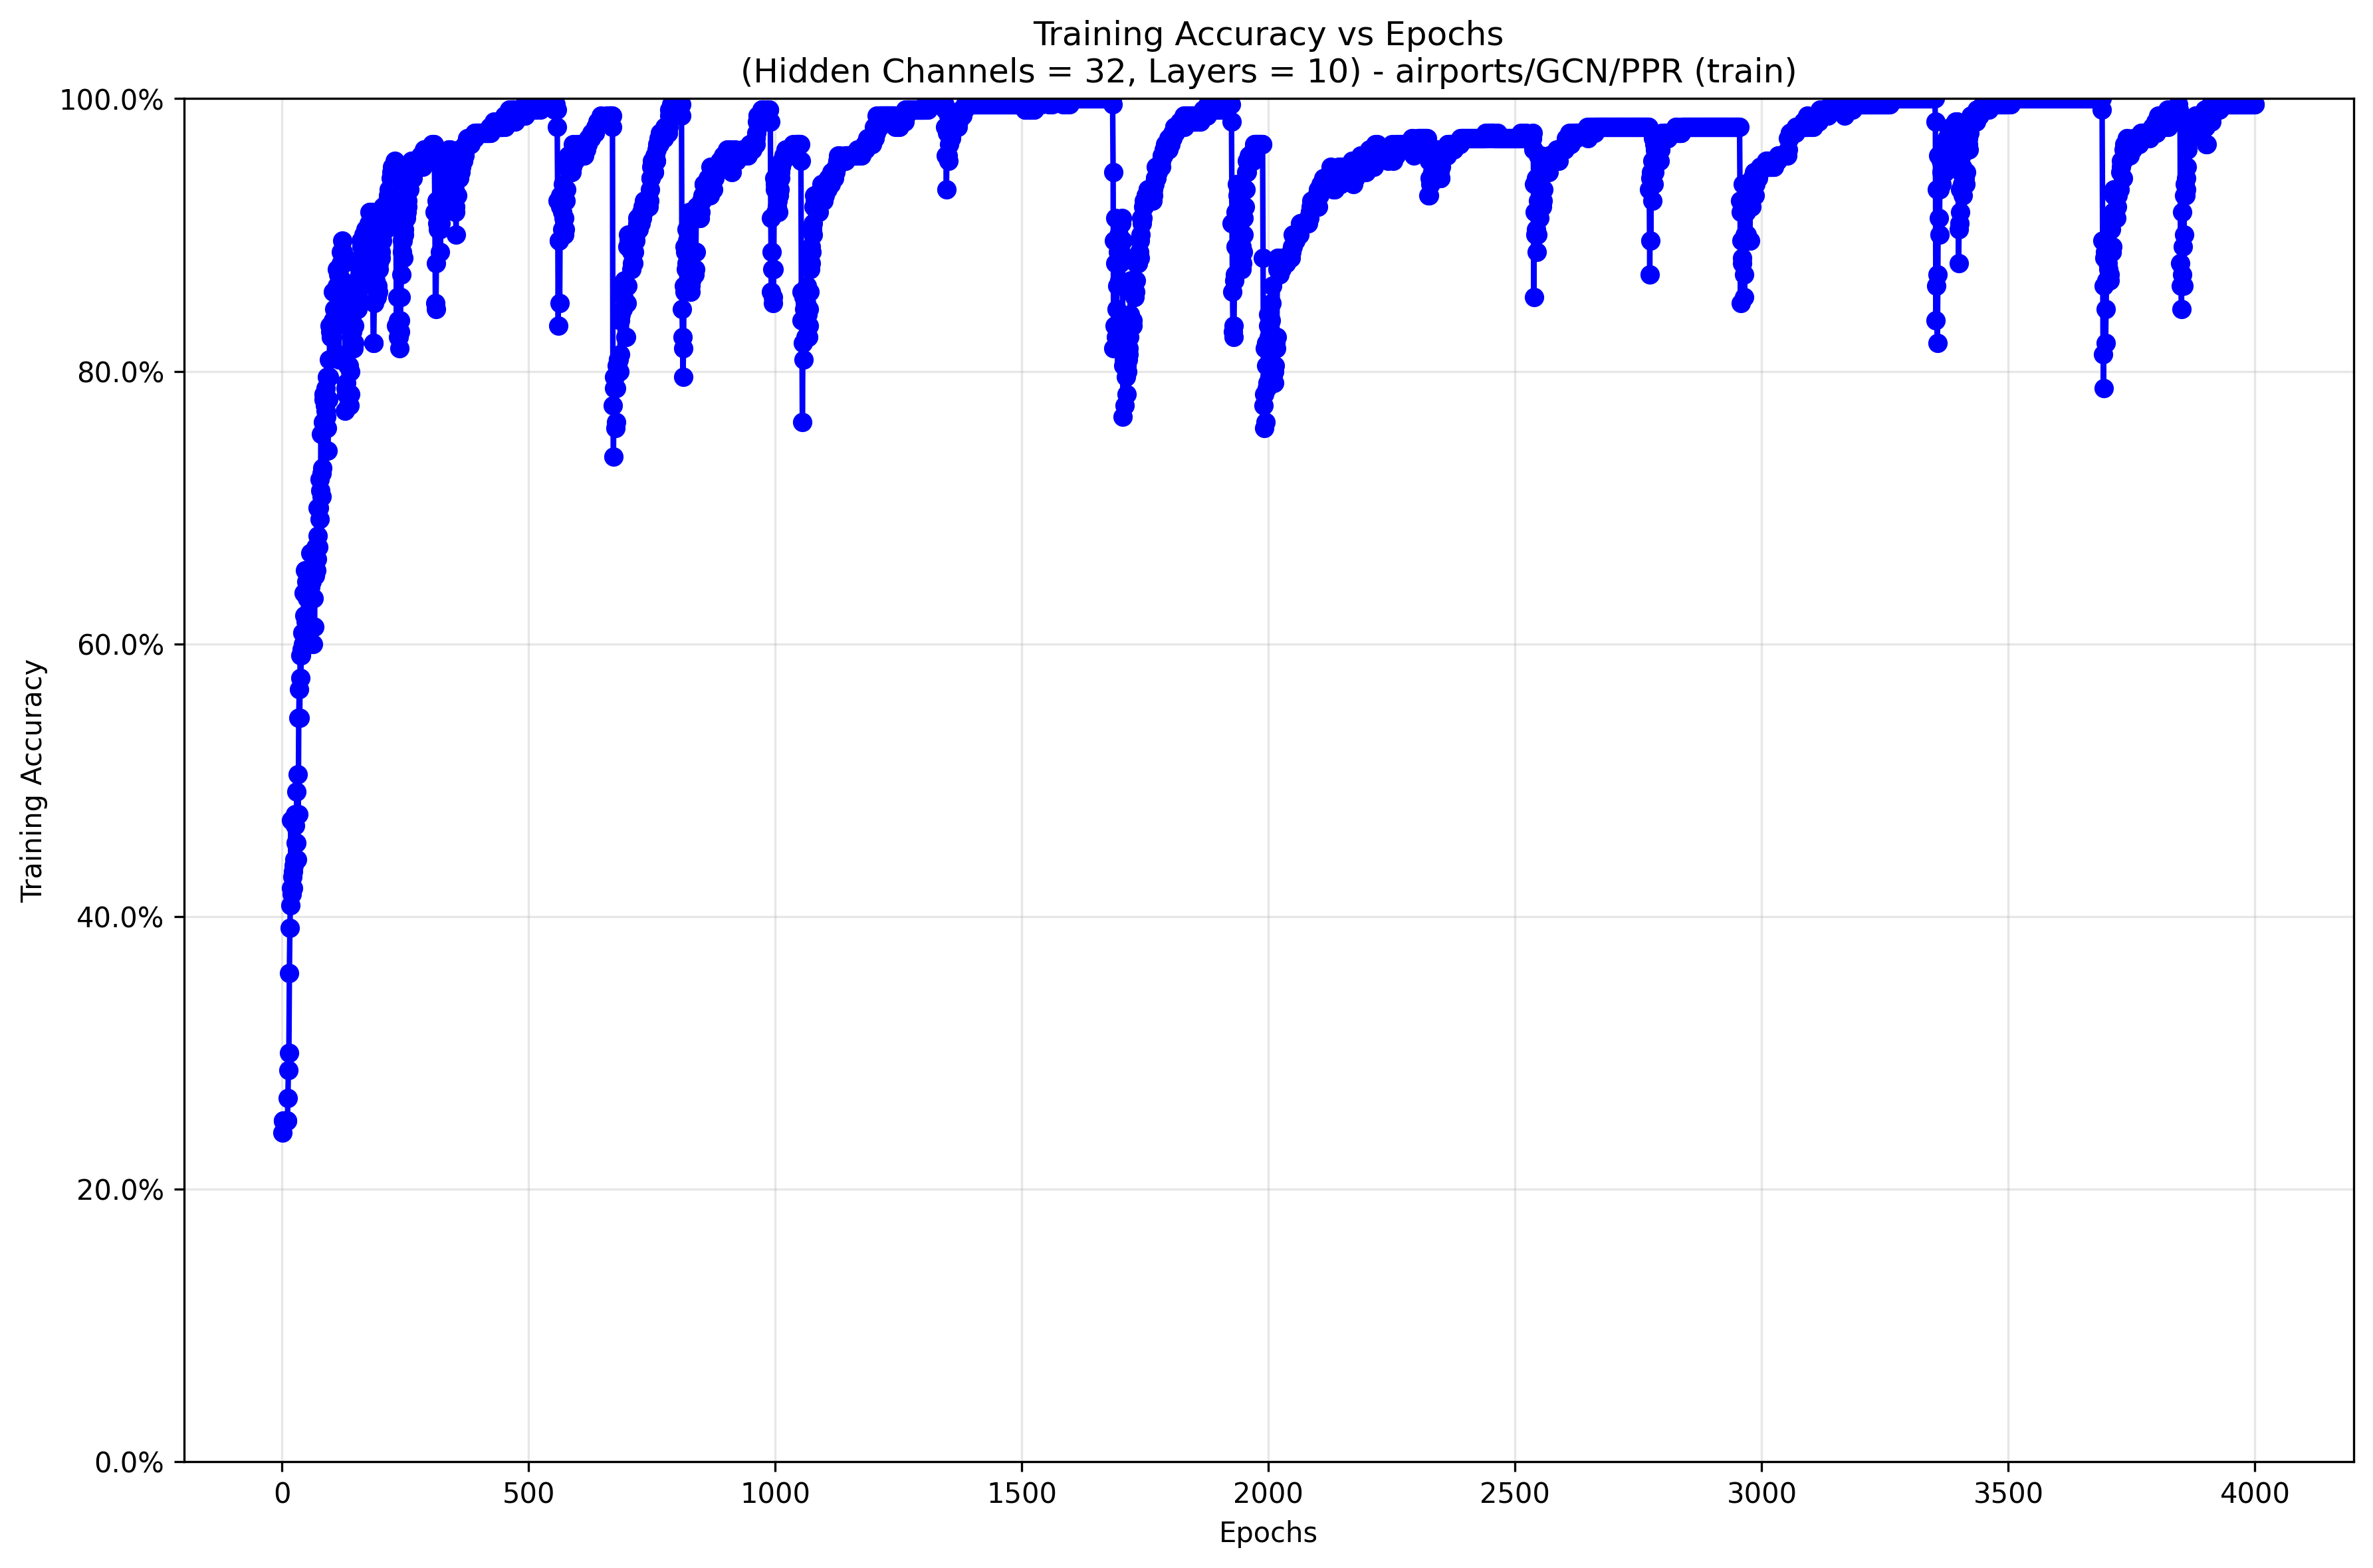 Training Accuracy vs Epochs
(Hidden Channels = 32, Layers = 10) - airports/GCN/PPR (train)
100.0%
80.0%
60.0%
40.0%
20.0%
0.0%
Training Accuracy
0 500 1000 1500 2000 2500 3000 3500 4000
Epochs